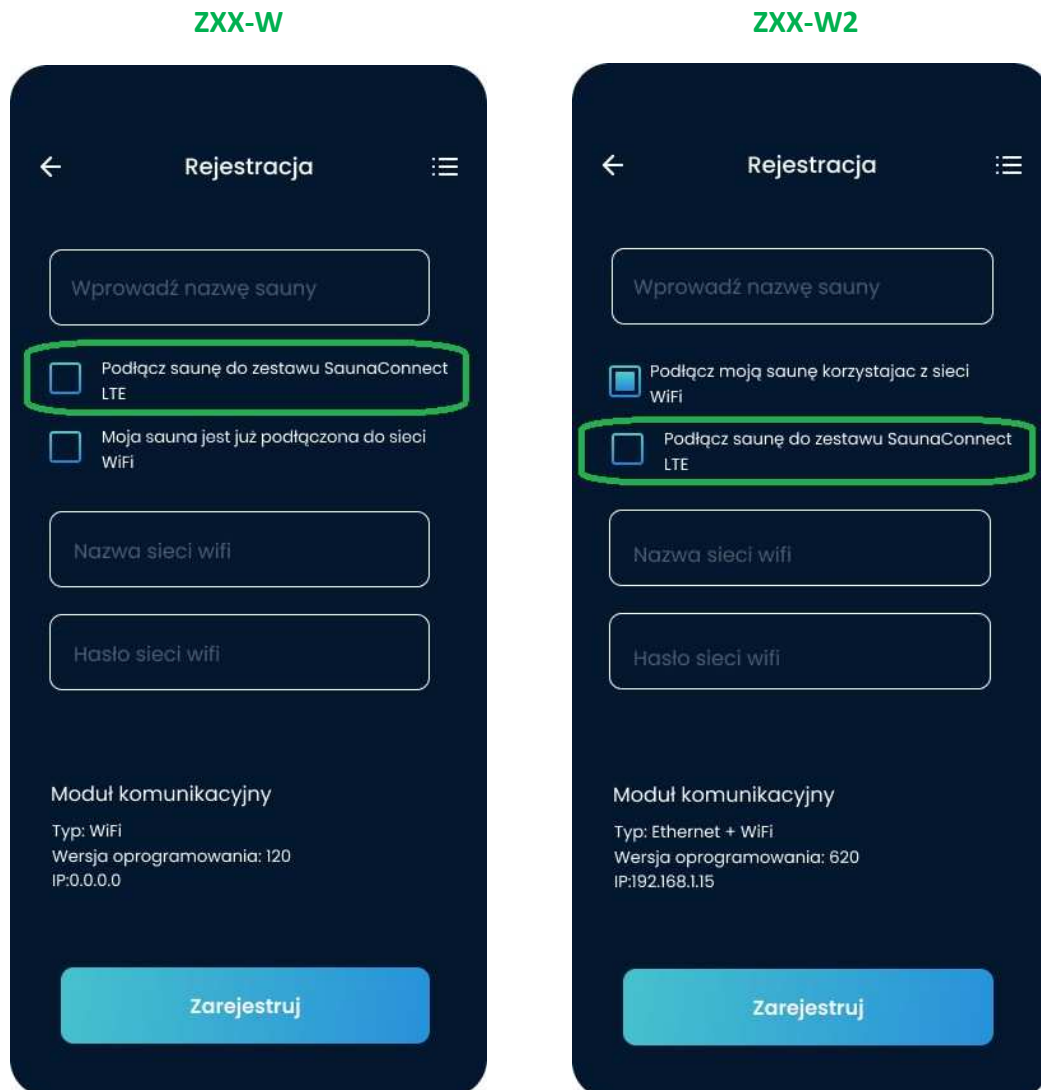 ZXX-W
Rejestracja
Wprowadź nazwę sauny
Podłącz saunę do zestawu SaunaConnect
LTE
Moja sauna jest już podłączona do sieci
WiFi
Nazwa sieci wifi
Hasło sieci wifi
Moduł komunikacyjny
Typ: WiFi
Wersja oprogramowania: 120
IP:0.0.0.0
Zarejestruj
ZXX-W2
Rejestracja
Wprowadź nazwę sauny
Podłącz moją saunę korzystajac z sieci
WiFi
Podłącz saunę do zestawu SaunaConnect
LTE
Nazwa sieci wifi
Hasło sieci wifi
Moduł komunikacyjny
Typ: Ethernet + WiFi
Wersja oprogramowania: 620
IP:192.168.1.15
Zarejestruj